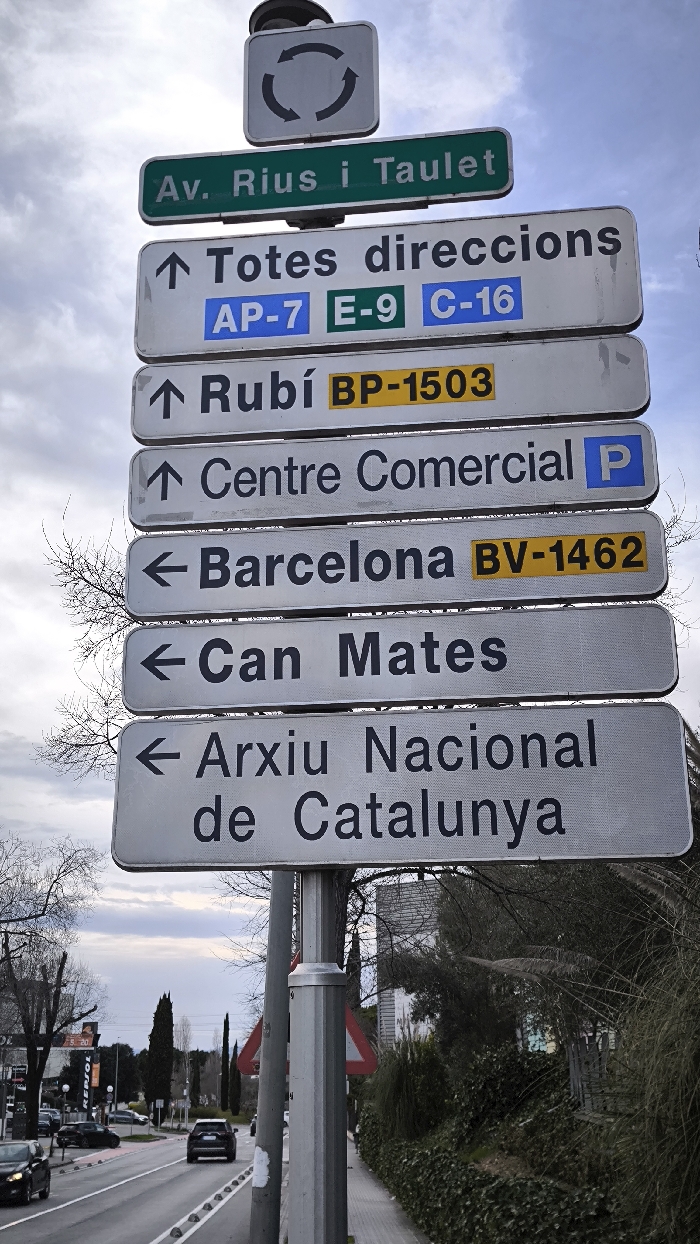 Av. Rius i Taulet
Totes direccions
AP-7 E-9 C-16
Rubí BP-1503
Centre Comercial P
Barcelona BV-1462
Can Mates
Arxiu Nacional
de Catalunya